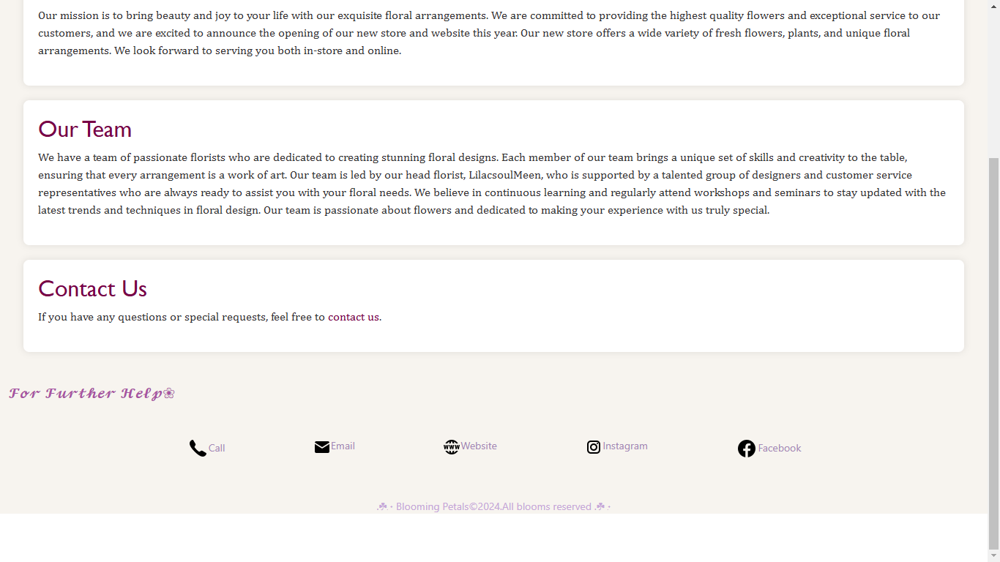 Our mission is to bring beauty and joy to your life with our exquisite floral arrangements. We are committed to providing the highest quality flowers and exceptional service to our
customers, and we are excited to announce the opening of our new store and website this year. Our new store offers a wide variety of fresh flowers, plants, and unique floral
arrangements. We look forward to serving you both in-store and online.
Our Team
We have a team of passionate florists who are dedicated to creating stunning floral designs. Each member of our team brings a unique set of skills and creativity to the table,
ensuring that every arrangement is a work of art. Our team is led by our head florist, LilacsoulMeen, who is supported by a talented group of designers and customer service
representatives who are always ready to assist you with your floral needs. We believe in continuous learning and regularly attend workshops and seminars to stay updated with the
latest trends and techniques in floral design. Our team is passionate about flowers and dedicated to making your experience with us truly special.
Contact Us
If you have any questions or special requests, feel free to contact us.
For Further Help❀
Call WWW Email Website Instagram Facebook
.☘︎ ݁˖ Blooming Petals©2024.All blooms reserved .☘︎ ݁˖